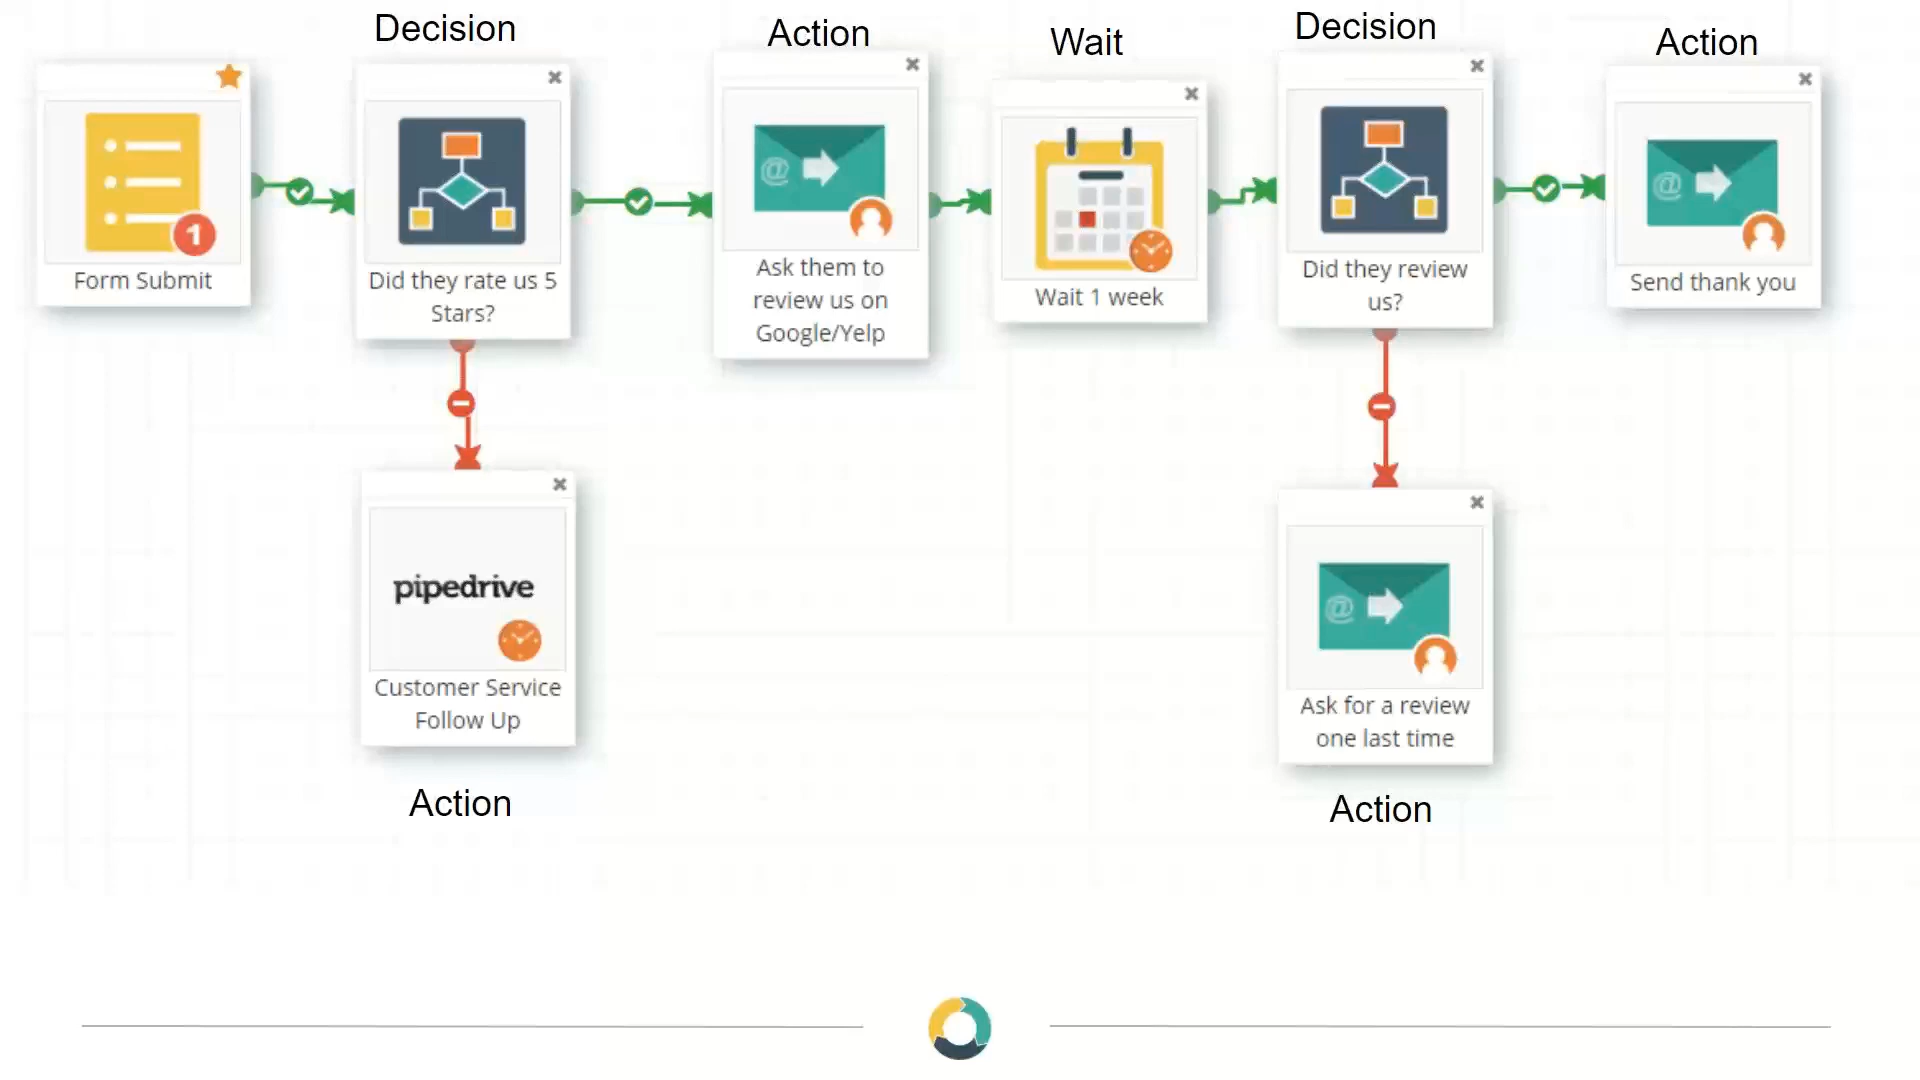 Decision
Action
Wait
Decision
Action
1
Form Submit
Did they rate us 5
Stars?
@
Ask them to
review us on
Google/Yelp
Wait 1 week
Did they review
us?
@
Send thank you
pipedrive
Customer Service
Follow Up
Action
@
Ask for a review
one last time
Action